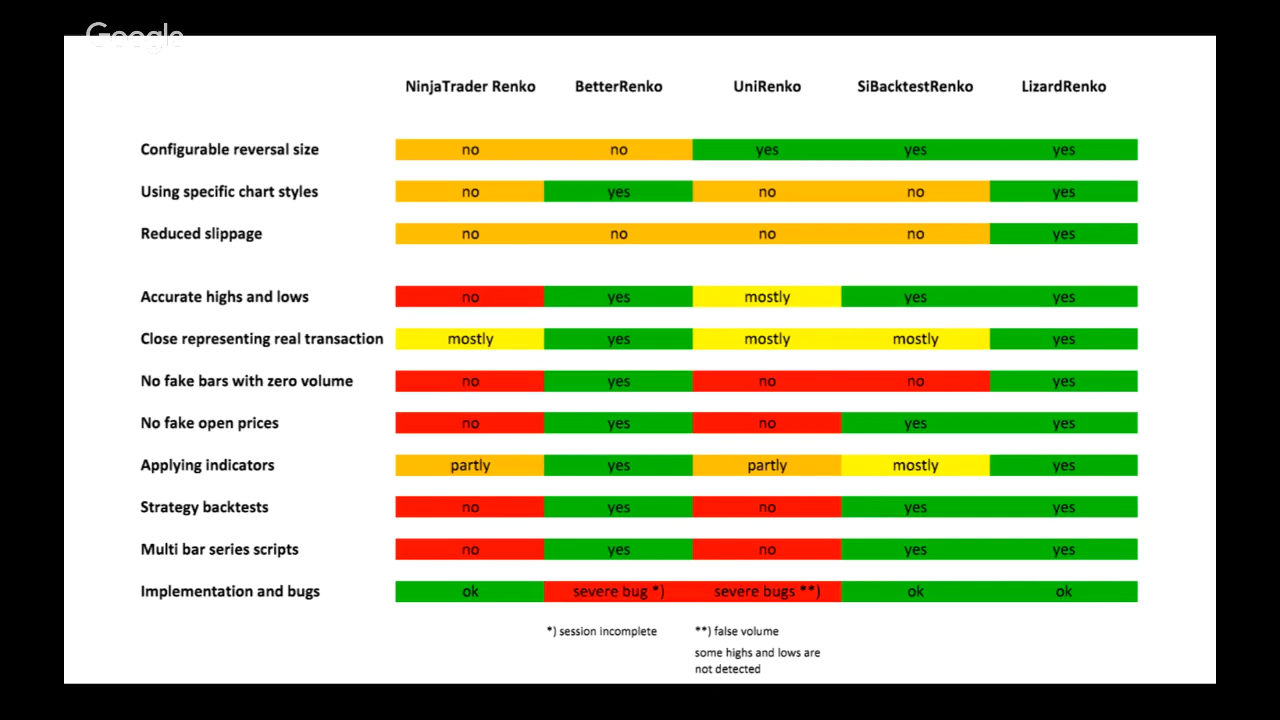 Google
NinjaTrader Renko BetterRenko UniRenko SiBacktestRenko LizardRenko
Configurable reversal size no no yes yes yes
Using specific chart styles no yes no no yes
Reduced slippage no no no no yes
Accurate highs and lows no yes mostly yes yes
Close representing real transaction mostly yes mostly mostly yes
No fake bars with zero volume no yes no no yes
No fake open prices no yes no yes yes
Applying indicators partly yes partly mostly yes
Strategy backtests no yes no yes yes
Multi bar series scripts no yes no yes yes
Implementation and bugs ok severe bug *) severe bugs **) ok ok
*) session incomplete **) false volume
some highs and lows are
not detected